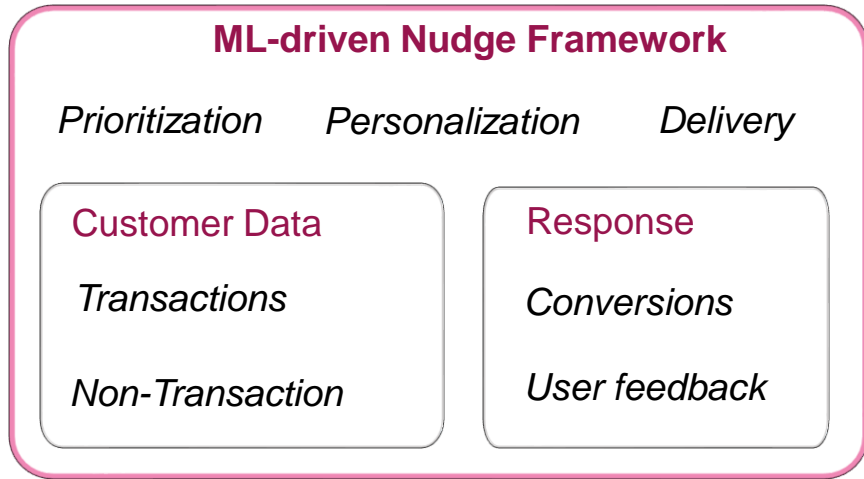 ML-driven Nudge Framework
Prioritization Personalization Delivery
Customer Data
Transactions
Non-Transaction
Response
Conversions
User feedback